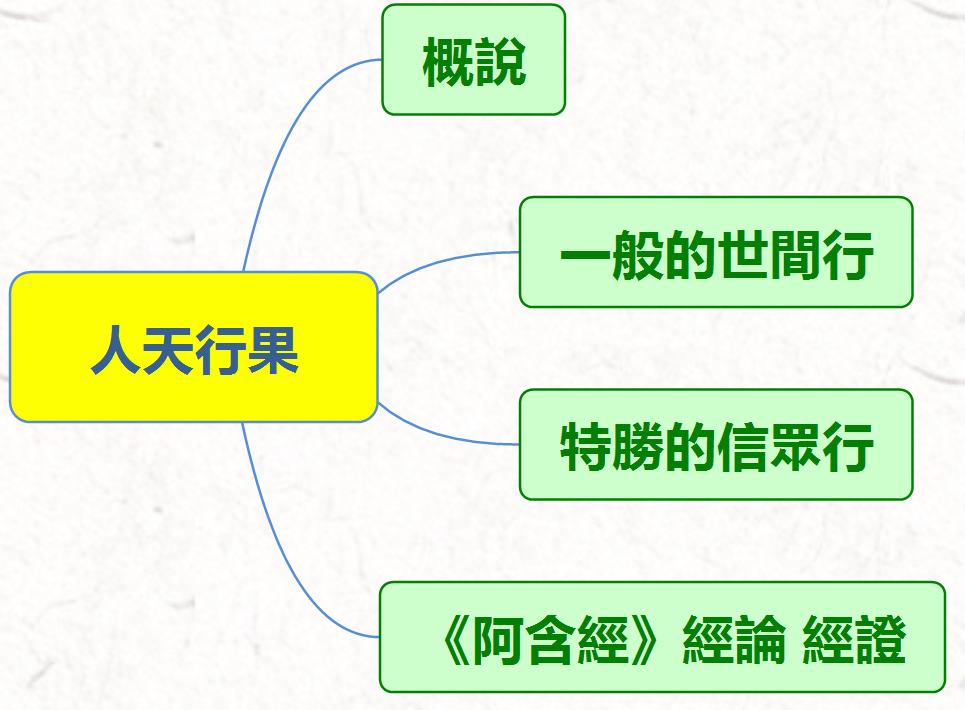 概說
一般的世間行
人天行果
特勝的信眾行
《阿含經》經論 經證